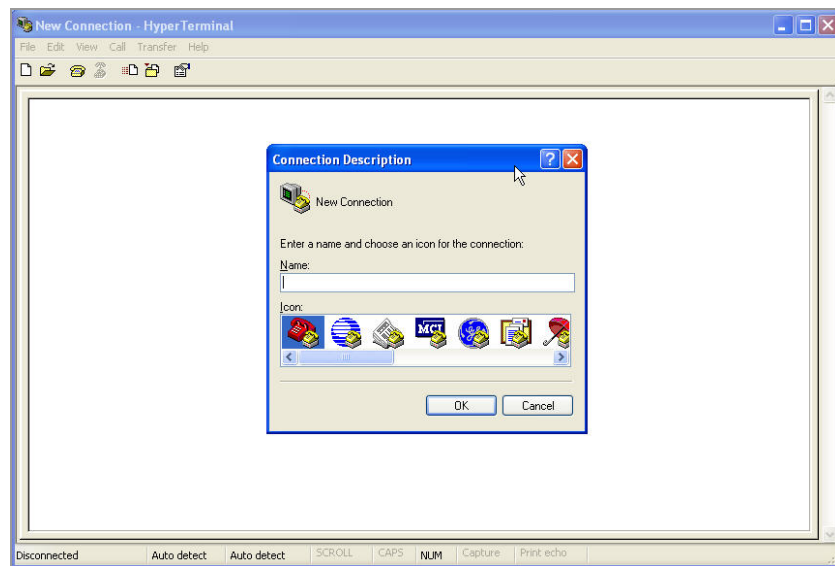 New Connection - HyperTerminal
File Edit View Call Transfer Help
Connection Description
New Connection
Enter a name and choose an icon for the connection:
Name:
Icon:
MCI
OK Cancel
Disconnected Auto detect Auto detect SCROLL CAPS NUM Capture Print echo